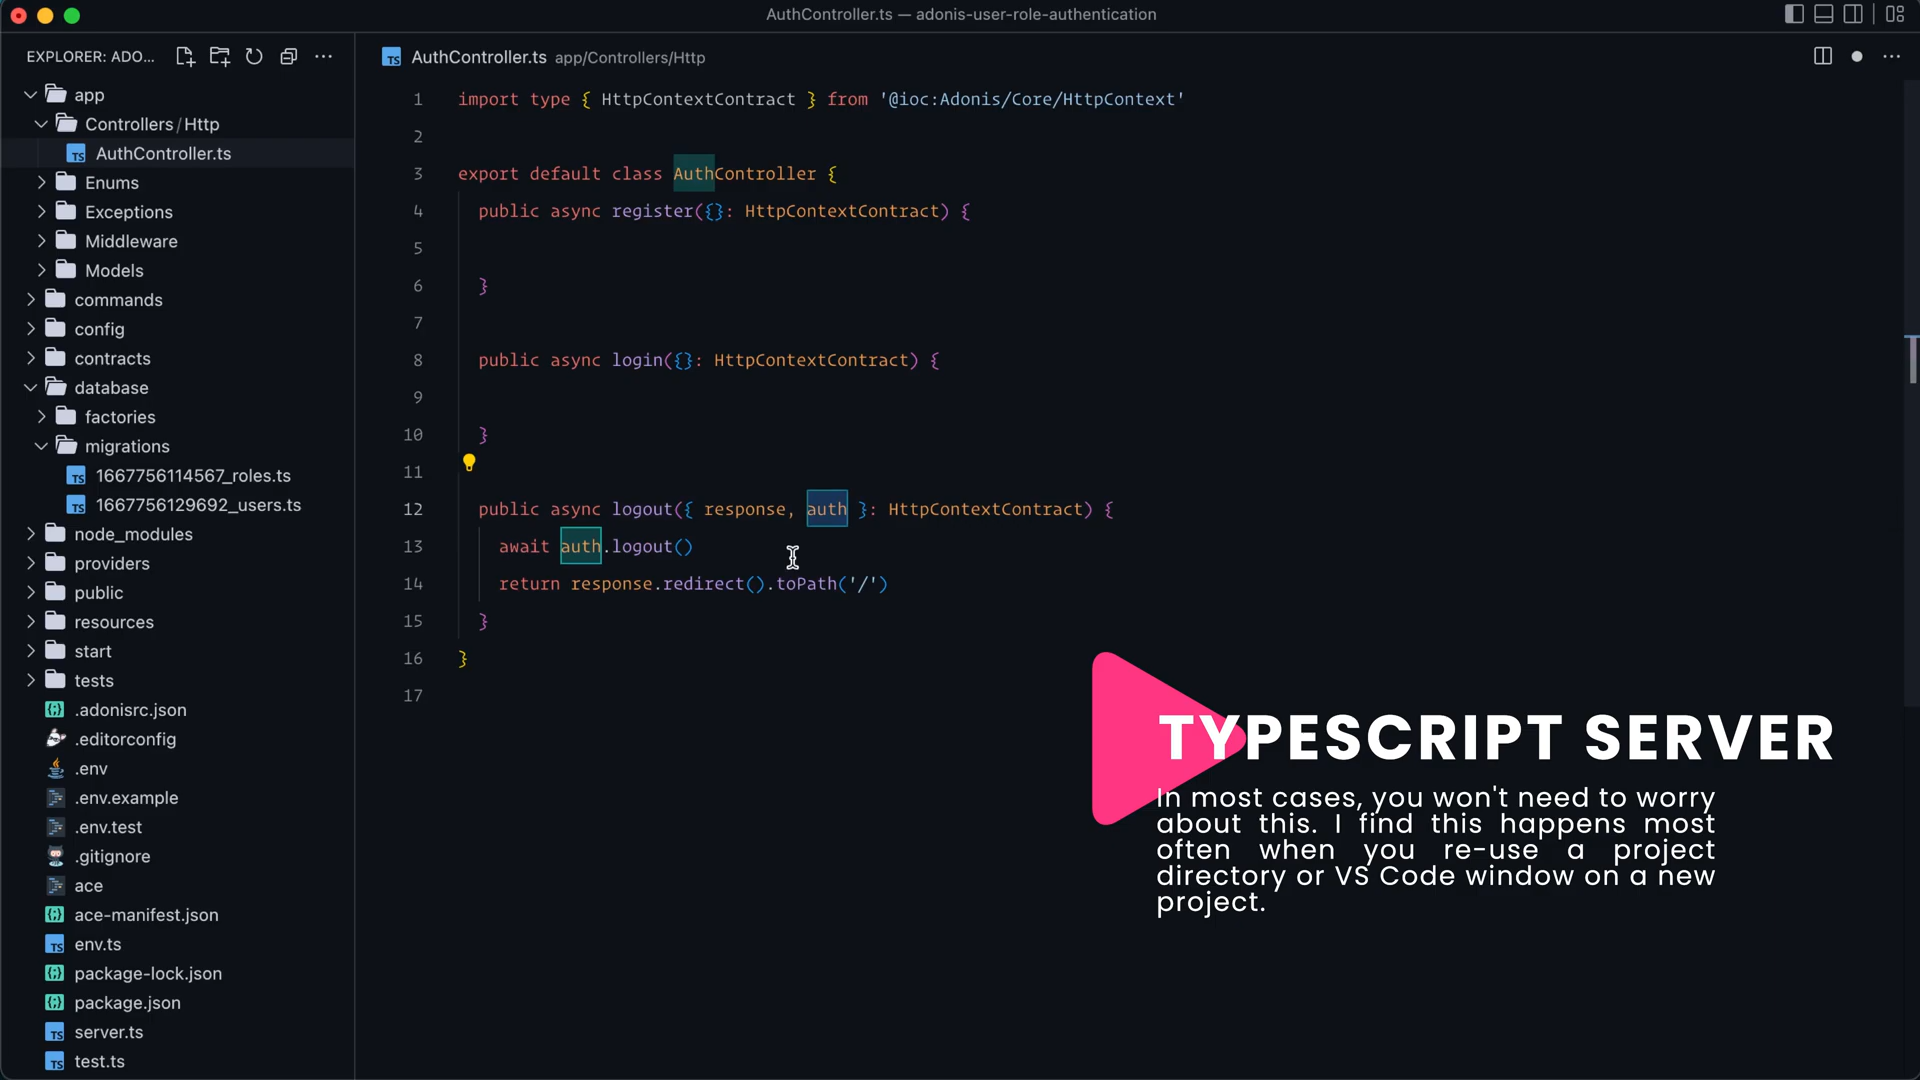 AuthController.ts — adonis-user-role-authentication
EXPLORER: ADO...
app
Controllers / Http
AuthController.ts
Enums
Exceptions
Middleware
Models
commands
config
contracts
database
factories
migrations
1667756114567_roles.ts
1667756129692_users.ts
node_modules
providers
public
resources
start
tests
.adonisrc.json
.editorconfig
.env
.env.example
.env.test
.gitignore
ace
ace-manifest.json
env.ts
package-lock.json
package.json
server.ts
test.ts
AuthController.ts app/Controllers/Http
1 import type { HttpContextContract } from '@ioc:Adonis/Core/HttpContext'
2
3 export default class AuthController {
4 public async register({}: HttpContextContract) {
5
6 }
7
8 public async login({}: HttpContextContract) {
9
10 }
11
12 public async logout({ response, auth }: HttpContextContract) {
13 await auth.logout()
14 return response.redirect().toPath('/')
15 }
16 }
17
TYPESCRIPT SERVER
In most cases, you won't need to worry
about this. I find this happens most
often when you re-use a project
directory or VS Code window on a new
project.